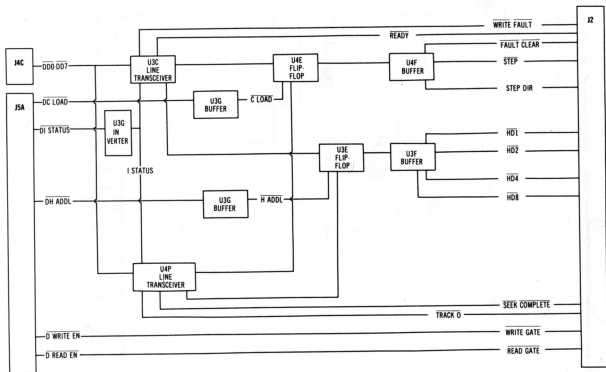 WRITE FAULT
J2
READY
J4C
DD0-DD7
U3C
LINE
TRANSCEIVER
U4E
FLIP-
FLOP
U4F
BUFFER
FAULT CLEAR
STEP
STEP DIR
J5A
DC LOAD
U3G
BUFFER
C LOAD
DI STATUS
U3G
IN
VERTER
I STATUS
U3E
FLIP-
FLOP
U3F
BUFFER
HD1
HD2
HD4
HD8
DH ADDL
U3G
BUFFER
H ADDL
U4P
LINE
TRANSCEIVER
SEEK COMPLETE
TRACK 0
D WRITE EN
WRITE GATE
D READ EN
READ GATE